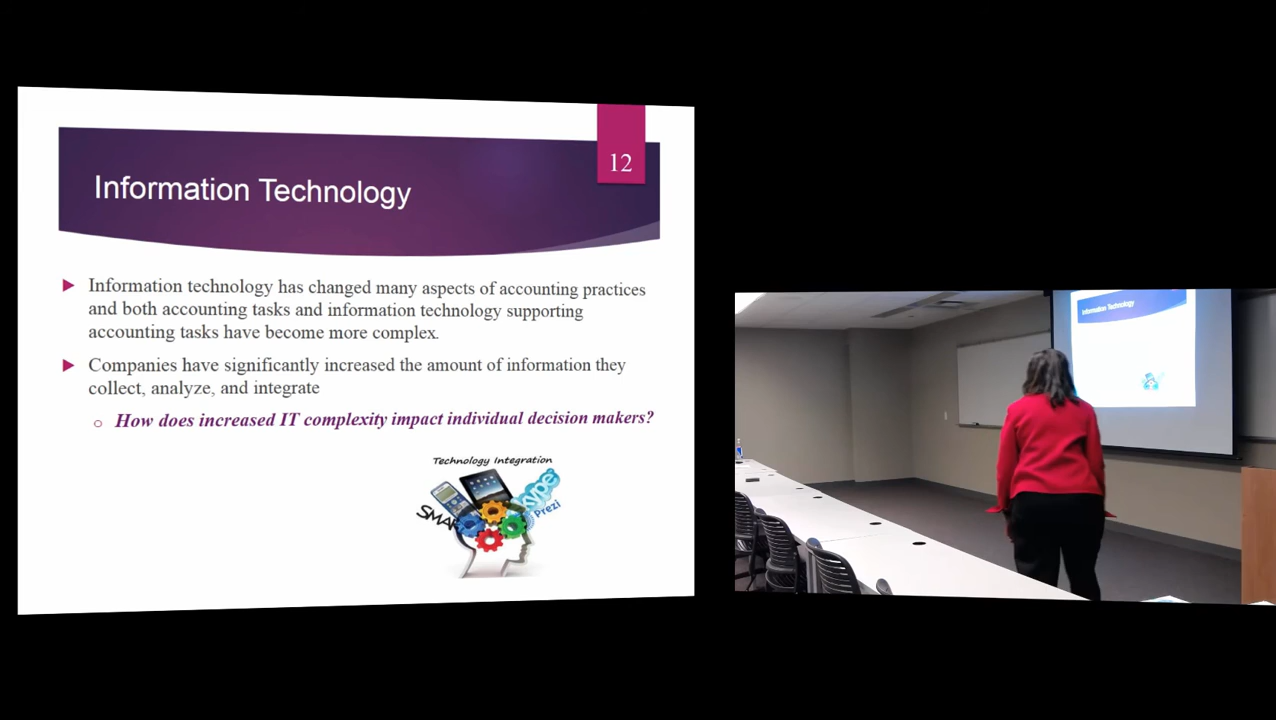 12
Information Technology
Information technology has changed many aspects of accounting practices
and both accounting tasks and information technology supporting
accounting tasks have become more complex.
Companies have significantly increased the amount of information they
collect, analyze, and integrate
How does increased IT complexity impact individual decision makers?
Technology Integration
SMA
skype
Prezi
Information Technology